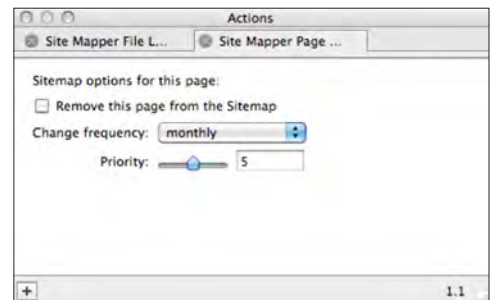 Actions
Site Mapper File L... Site Mapper Page ...
Sitemap options for this page:
Remove this page from the Sitemap
Change frequency: monthly
Priority: 5
+ 1.1